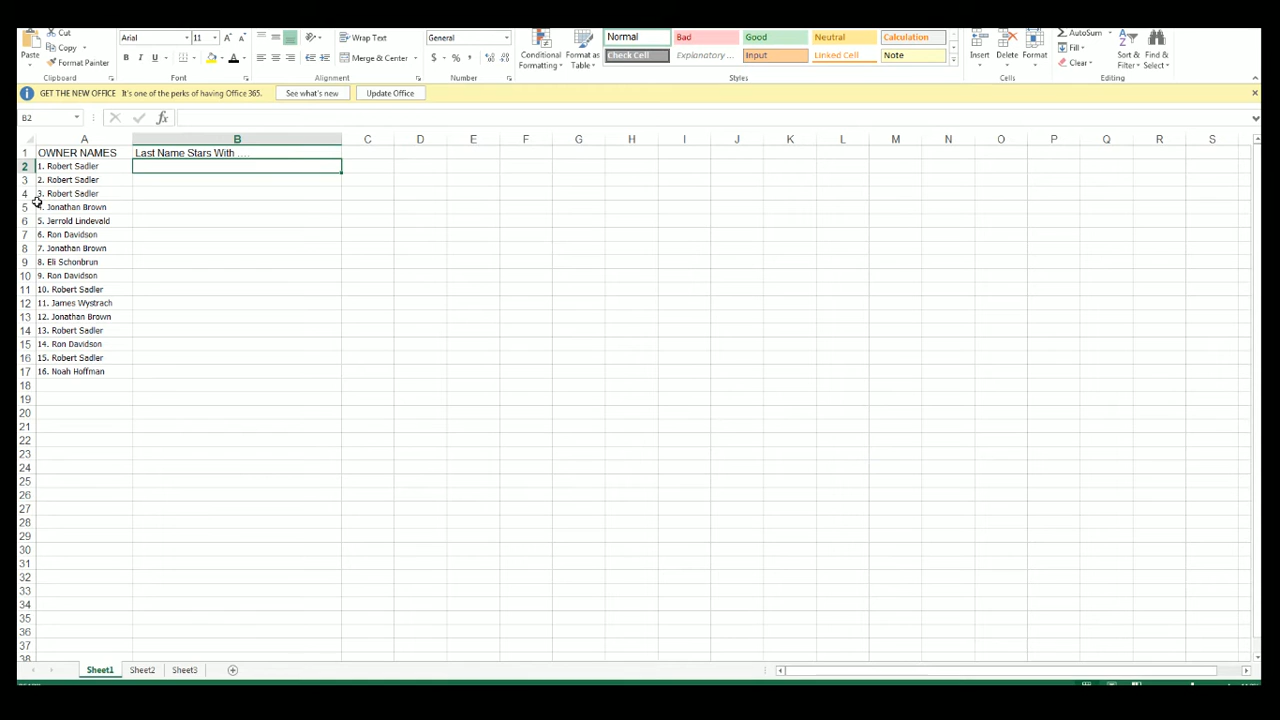 Cut
Arial 11 Wrap Text General Normal Bad Good Neutral Calculation AutoSum
Copy
Paste Conditional Format as Check Cell Explanatory ... Input Linked Cell Note Insert Delete Format Fill Sort & Find &
Format Painter B I U Merge & Center $ % , Formatting Table Clear Filter Select
Clipboard Font Alignment Number Styles Cells Editing
GET THE NEW OFFICE It's one of the perks of having Office 365. See what's new Update Office
B2 fx
A B C D E F G H I J K L M N O P Q R S
1 OWNER NAMES Last Name Stars With ....
2 1. Robert Sadler
3 2. Robert Sadler
4 3. Robert Sadler
5 4. Jonathan Brown
6 5. Jerrold Lindevald
7 6. Ron Davidson
8 7. Jonathan Brown
9 8. Eli Schonbrun
10 9. Ron Davidson
11 10. Robert Sadler
12 11. James Wystrach
13 12. Jonathan Brown
14 13. Robert Sadler
15 14. Ron Davidson
16 15. Robert Sadler
17 16. Noah Hoffman
18
19
20
21
22
23
24
25
26
27
28
29
30
31
32
33
34
35
36
37
38
Sheet1 Sheet2 Sheet3